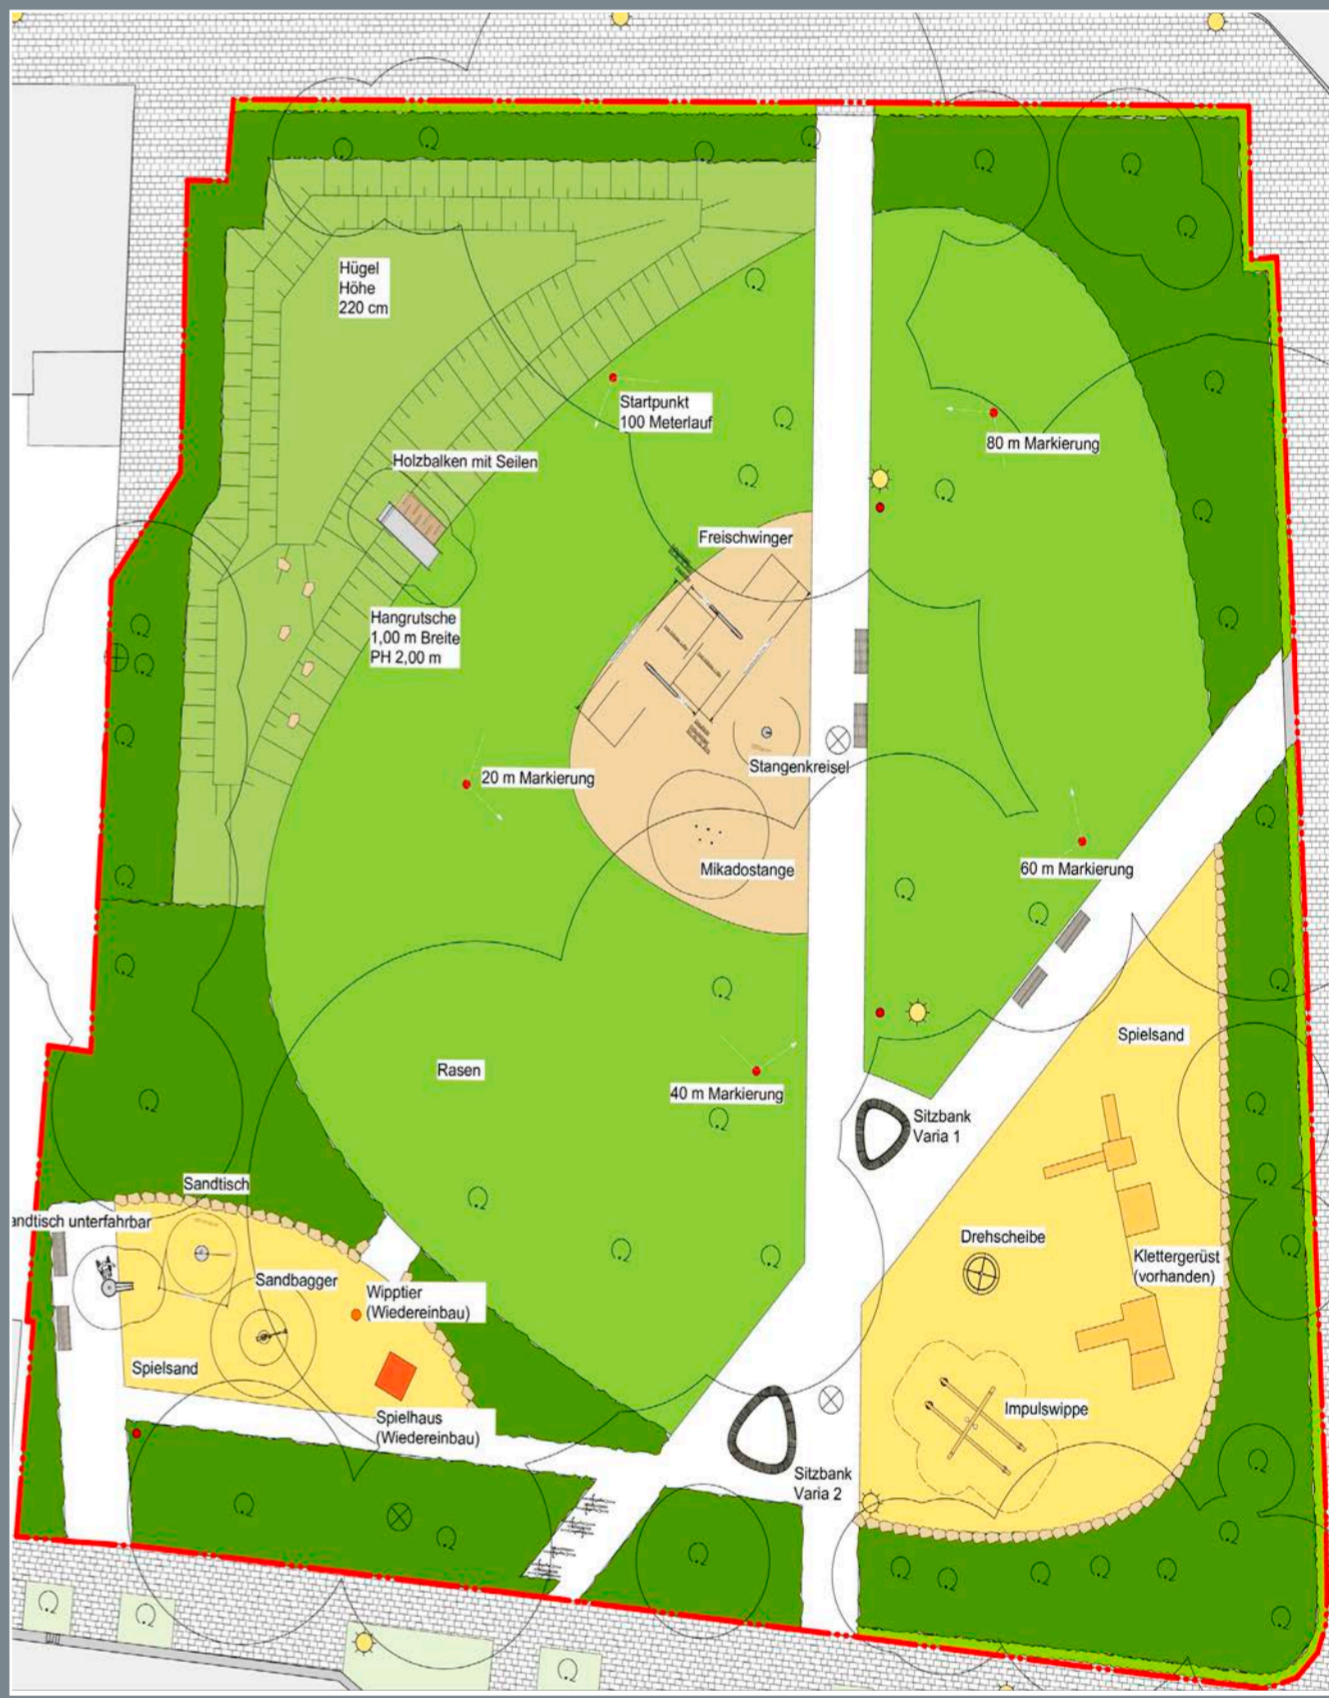 Hügel
Höhe
220 cm
Startpunkt
100 Meterlauf
80 m Markierung
Holzbalken mit Seilen
Freischwinger
Hangrutsche
1,00 m Breite
PH 2,00 m
20 m Markierung
Stangenkreisel
Mikadostange
60 m Markierung
Spielsand
Rasen
40 m Markierung
Sitzbank
Varia 1
Sandtisch
andtisch unterfahrbar
Sandbagger
Drehscheibe
Klettergerüst
(vorhanden)
Wipptier
(Wiedereinbau)
Spielsand
Spielhaus
(Wiedereinbau)
Impulswippe
Sitzbank
Varia 2